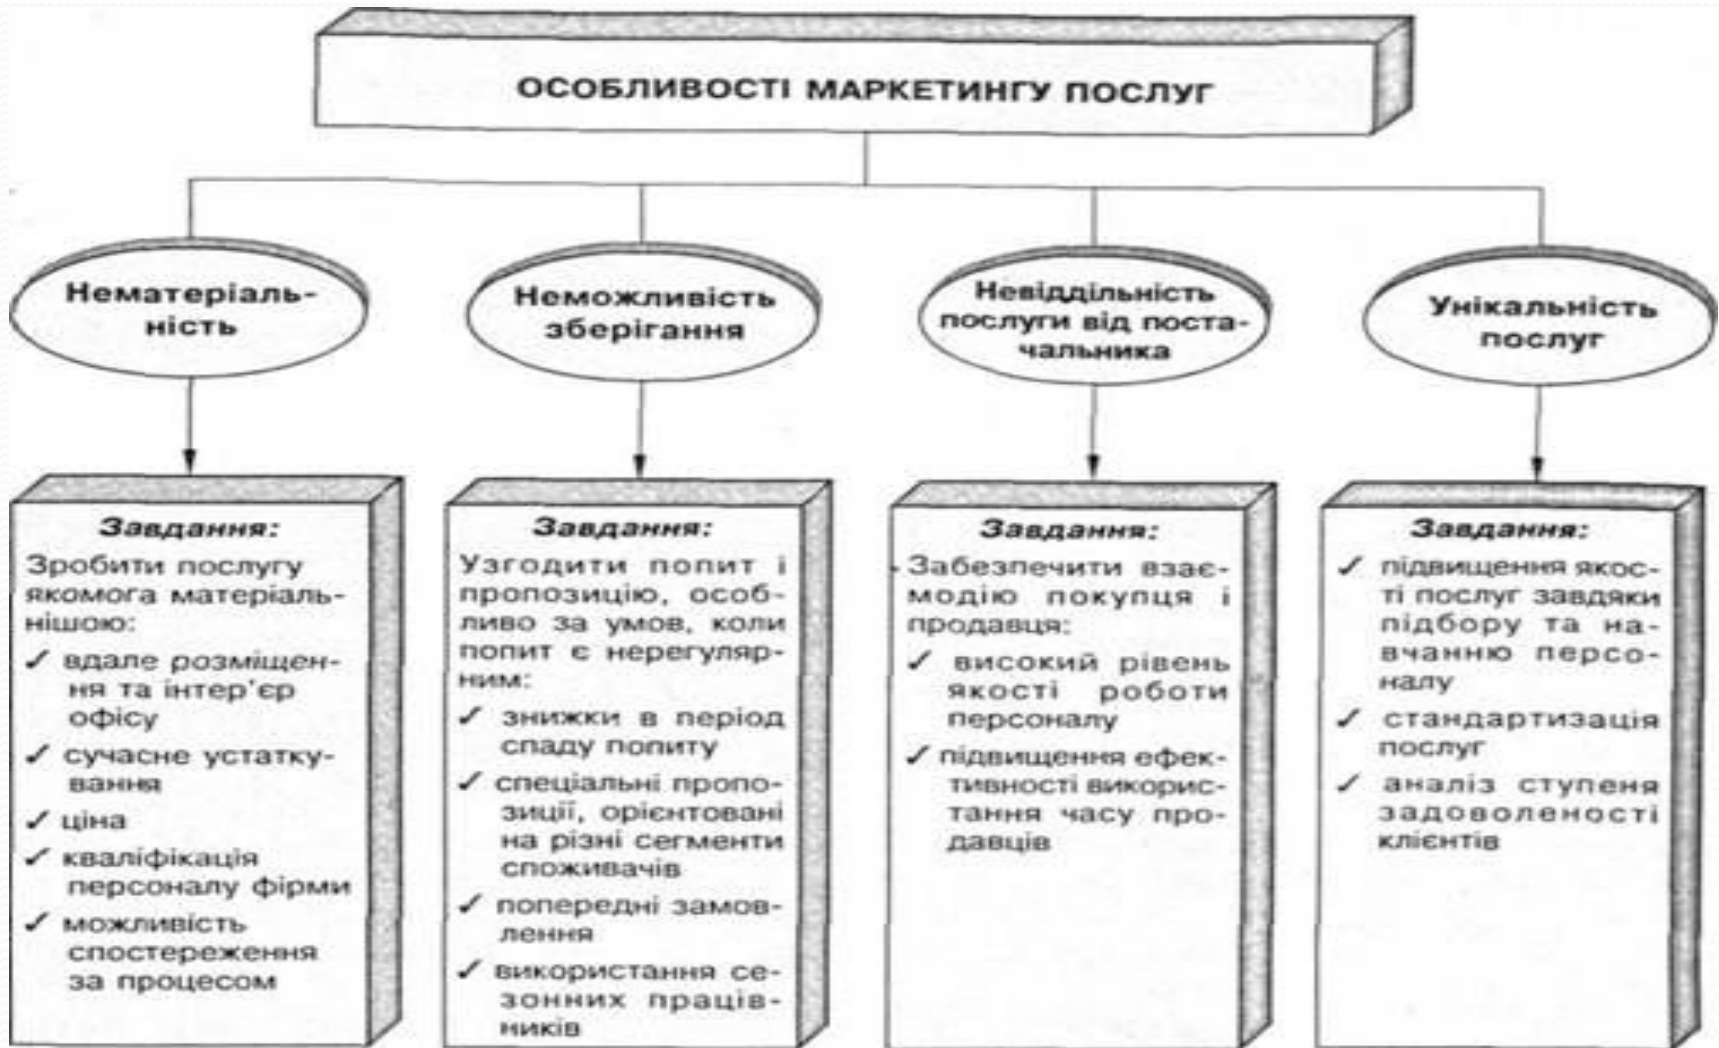 ОСОБЛИВОСТІ МАРКЕТИНГУ ПОСЛУГ
Нематеріаль-
ність
Неможливість
зберігання
Невіддільність
послуги від поста-
чальника
Унікальність
послуг
Завдання:
Зробити послугу
якомога матеріаль-
нішою:
✓ вдале розміщен-
ня та інтер’єр
офісу
✓ сучасне устатку-
вання
✓ ціна
✓ кваліфікація
персоналу фірми
✓ можливість
спостереження
за процесом
Завдання:
Узгодити попит і
пропозицію, особ-
ливо за умов, коли
попит є нерегуляр-
ним:
✓ знижки в період
спаду попиту
✓ спеціальні пропо-
зиції, орієнтовані
на різні сегменти
споживачів
✓ попередні замов-
лення
✓ використання се-
зонних праців-
ників
Завдання:
Забезпечити взає-
модію покупця і
продавця:
✓ високий рівень
якості роботи
персоналу
✓ підвищення ефек-
тивності викорис-
тання часу про-
давців
Завдання:
✓ підвищення якос-
ті послуг завдяки
підбору та на-
вчанню персо-
налу
✓ стандартизація
послуг
✓ аналіз ступеня
задоволеності
клієнтів